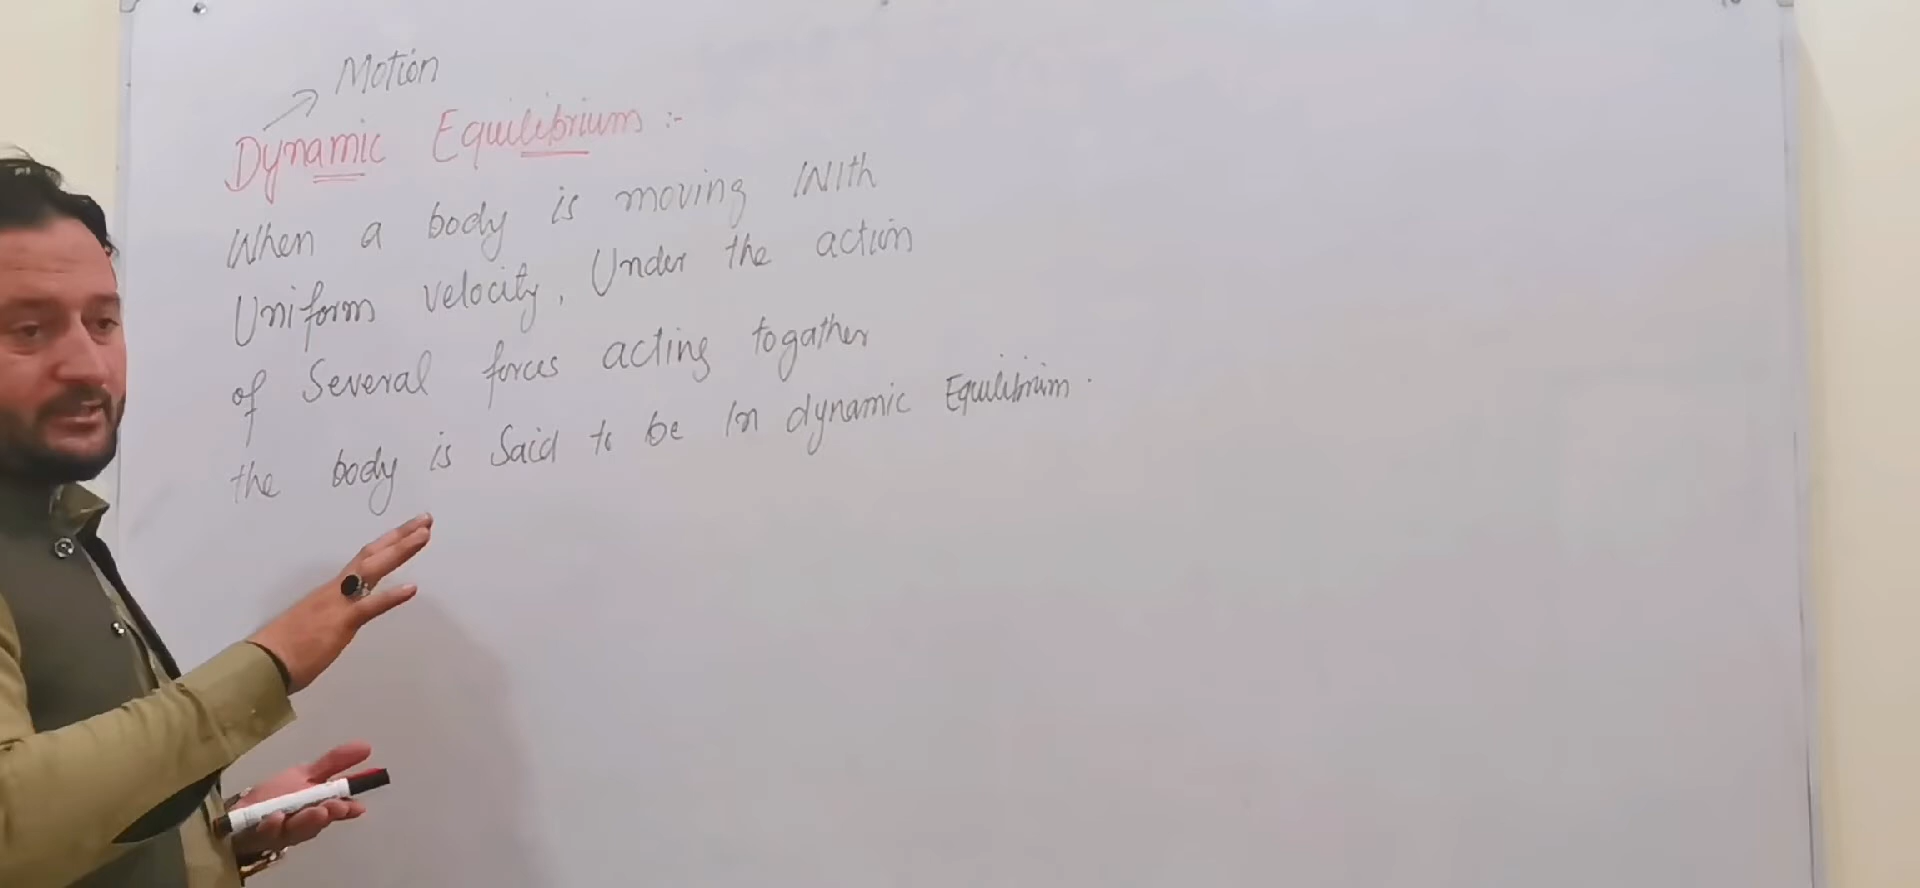 Motion
Dynamic Equilibrium :-
When a body is moving With
Uniform velocity, Under the action
of Several forces acting togather
the body is Said to be In dynamic Equilibrium.